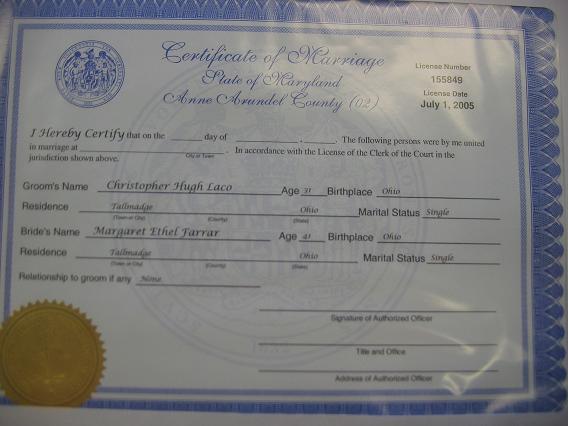 Certificate of Marriage
State of Maryland
Anne Arundel County (02)
License Number
155849
License Date
July 1, 2005
I Hereby Certify that on the ______ day of ______, ______. The following persons were by me united
in marriage at ______. In accordance with the License of the Clerk of the Court in the
City or Town
jurisdiction shown above.
Groom's Name Christopher Hugh Laco Age 31 Birthplace Ohio
Residence Tallmadge Ohio Marital Status Single
(Town or City) (County) (State)
Bride's Name Margaret Ethel Farrar Age 41 Birthplace Ohio
Residence Tallmadge Ohio Marital Status Single
(Town or City) (County) (State)
Relationship to groom if any None
Signature of Authorized Officer
Title and Office
Address of Authorized Officer